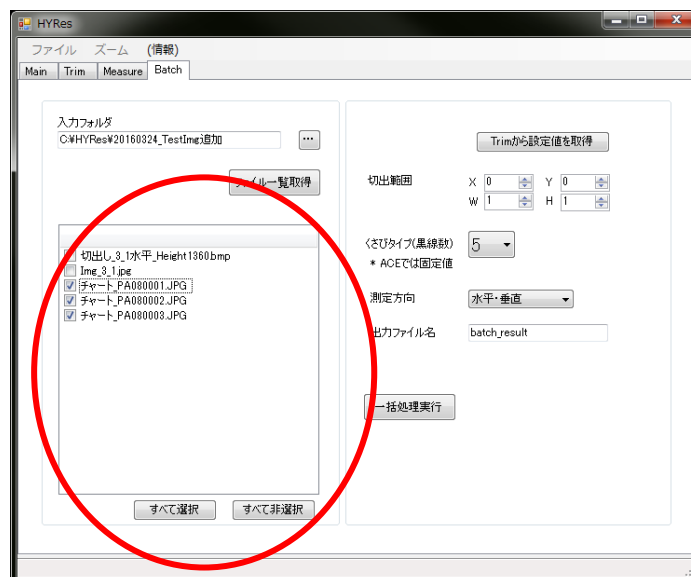 HYRes
ファイル ズーム (情報)
Main Trim Measure Batch
入力フォルダ
C:¥HYRes¥20160324_TestImg追加
...
ファイル一覧取得
切出し_3_1水平_Height1360.bmp
Img_3_1.jpg
チャート_PA080001.JPG
チャート_PA080002.JPG
チャート_PA080003.JPG
すべて選択 すべて非選択
Trimから設定値を取得
切出範囲 X 0 Y 0
W 1 H 1
くさびタイプ(黒線数) 5
* ACEでは固定値
測定方向 水平・垂直
出力ファイル名 batch_result
一括処理実行